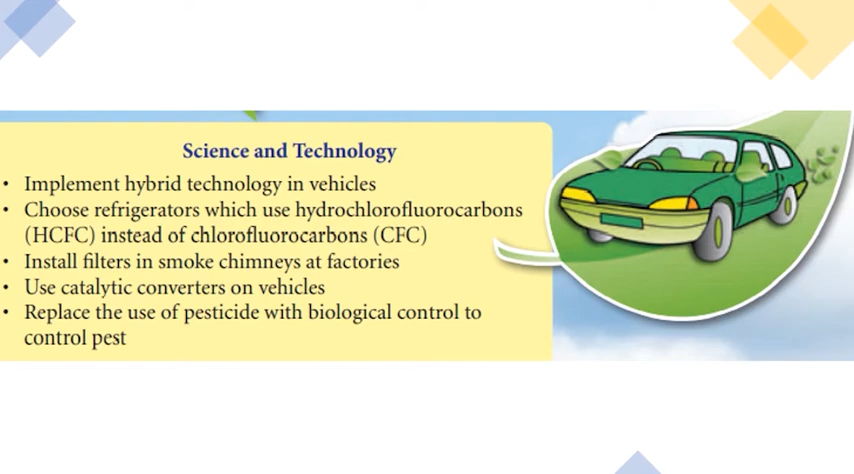 Science and Technology
• Implement hybrid technology in vehicles
• Choose refrigerators which use hydrochlorofluorocarbons
(HCFC) instead of chlorofluorocarbons (CFC)
• Install filters in smoke chimneys at factories
• Use catalytic converters on vehicles
• Replace the use of pesticide with biological control to
control pest